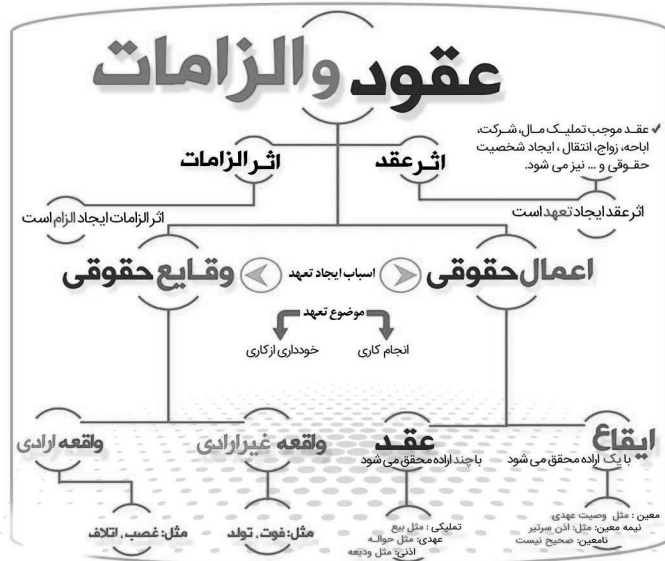 عقود و الزامات
✓ عقد موجب تملیک مال، شرکت،
اباحه، زواج، انتقال، ایجاد شخصیت
حقوقی و ... نیز می شود.
اثر عقد
اثر الزامات
اثر عقد ایجاد تعهد است
اثر الزامات ایجاد الزام است
اعمال حقوقی
اسباب ایجاد تعهد
وقایع حقوقی
موضوع تعهد
انجام کاری
خودداری از کاری
ایقاع
با یک اراده محقق می شود
عقد
با چند اراده محقق می شود
واقعه غیرارادی
واقعه ارادی
معین: مثل وصیت عهدی
نیمه معین: مثل: اذن سرتیر
نامعین: صحیح نیست
تملیکی: مثل بیع
عهدی: مثل حواله
اذنی: مثل ودیعه
مثل: فوت، تولد
مثل: غصب، اتلاف